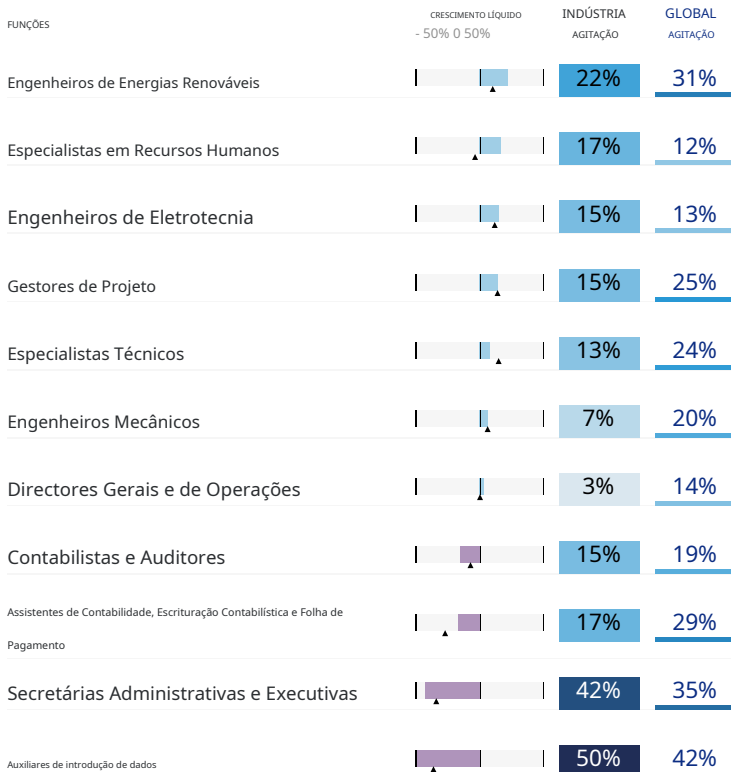 FUNÇÕES
CRESCIMENTO LÍQUIDO
- 50% 0 50%
INDÚSTRIA
AGITAÇÃO
GLOBAL
AGITAÇÃO
Engenheiros de Energias Renováveis 22% 31%
Especialistas em Recursos Humanos 17% 12%
Engenheiros de Eletrotecnia 15% 13%
Gestores de Projeto 15% 25%
Especialistas Técnicos 13% 24%
Engenheiros Mecânicos 7% 20%
Directores Gerais e de Operações 3% 14%
Contabilistas e Auditores 15% 19%
Assistentes de Contabilidade, Escrituração Contabilística e Folha de
Pagamento 17% 29%
Secretárias Administrativas e Executivas 42% 35%
Auxiliares de introdução de dados 50% 42%